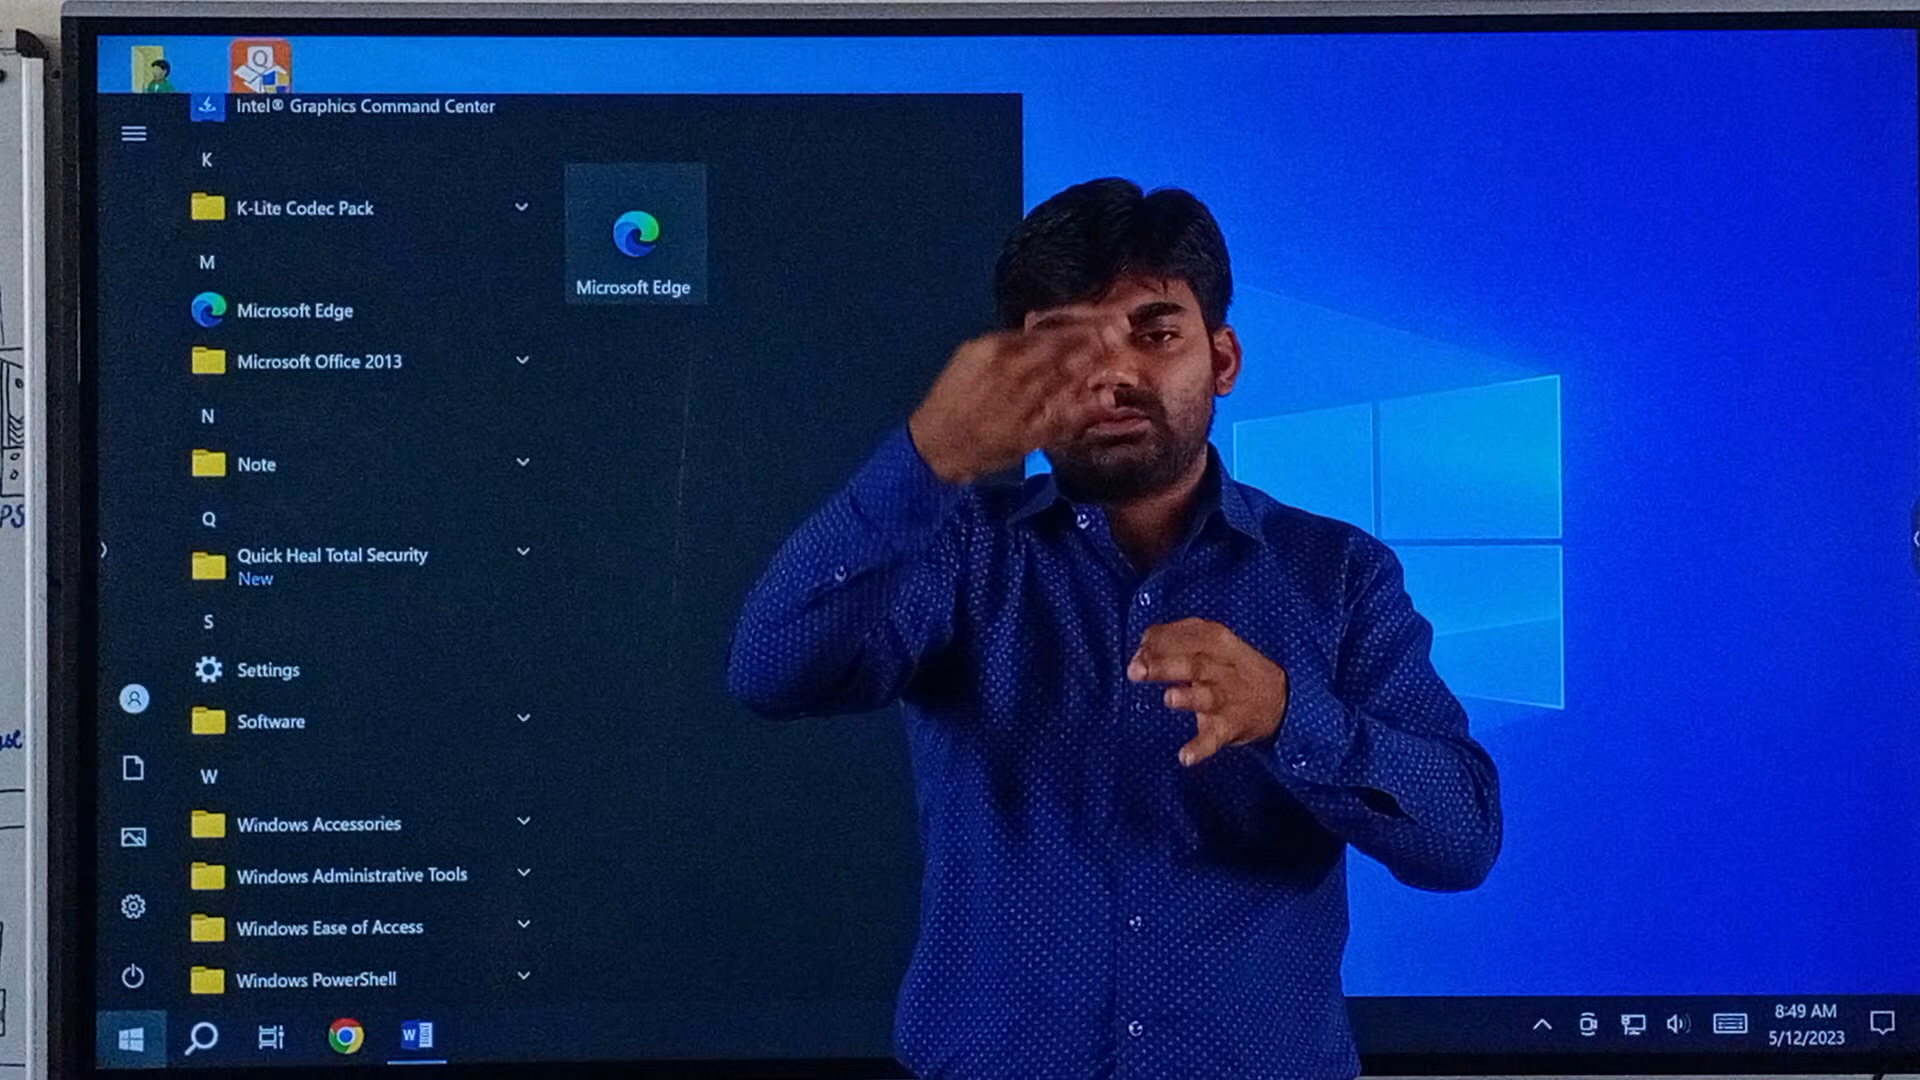 Intel® Graphics Command Center
K
K-Lite Codec Pack
M
Microsoft Edge
Microsoft Office 2013
N
Note
Q
Quick Heal Total Security
New
S
Settings
Software
W
Windows Accessories
Windows Administrative Tools
Windows Ease of Access
Windows PowerShell
Microsoft Edge
Q
W
8:49 AM
5/12/2023
PS